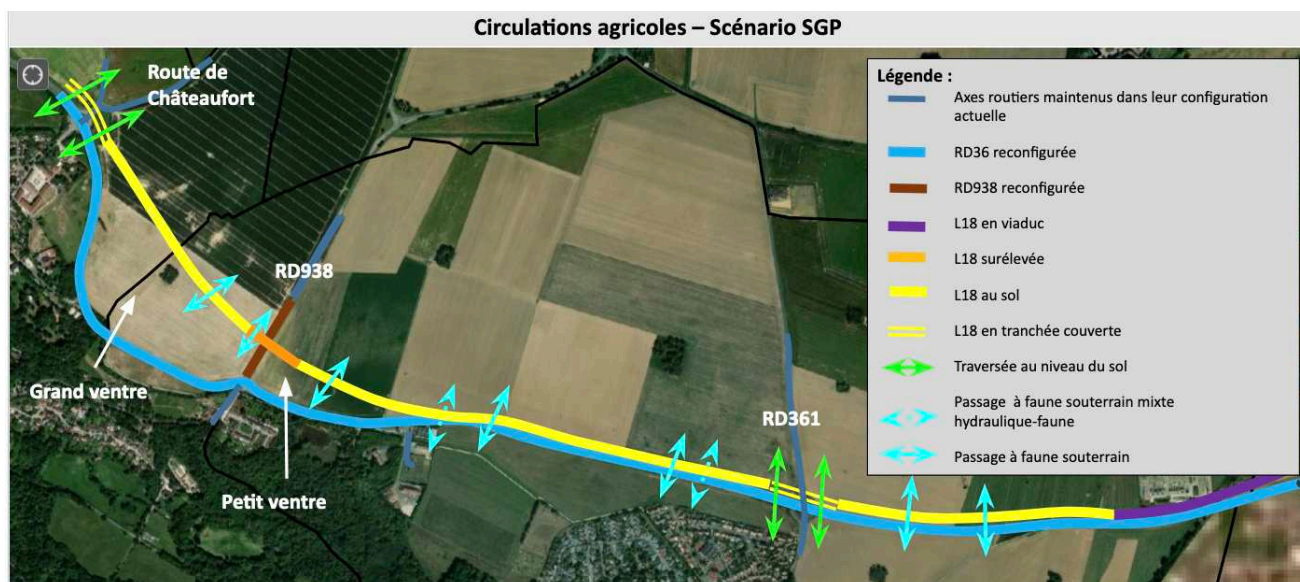 Circulations agricoles – Scénario SGP
Route de
Châteaufort
RD938
Grand ventre
Petit ventre
RD361
Légende :
Axes routiers maintenus dans leur configuration
actuelle
RD36 reconfigurée
RD938 reconfigurée
L18 en viaduc
L18 surélevée
L18 au sol
L18 en tranchée couverte
Traversée au niveau du sol
Passage à faune souterrain mixte
hydraulique-faune
Passage à faune souterrain